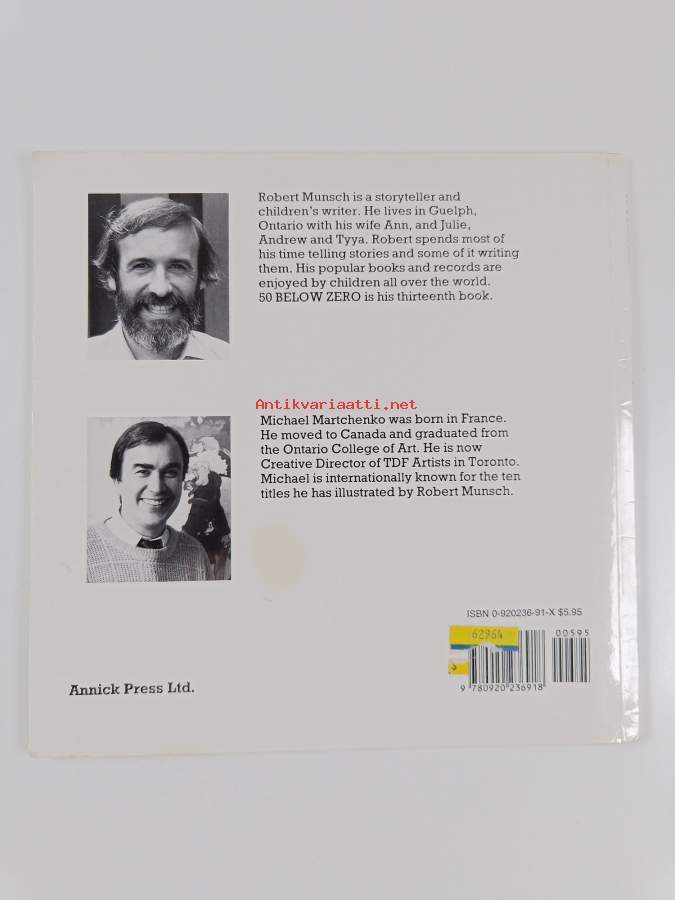 Robert Munsch is a storyteller and
children's writer. He lives in Guelph,
Ontario with his wife Ann, and Julie,
Andrew and Tyya. Robert spends most of
his time telling stories and some of it writing
them. His popular books and records are
enjoyed by children all over the world.
50 BELOW ZERO is his thirteenth book.
Antikvariaatti.net
Michael Martchenko was born in France.
He moved to Canada and graduated from
the Ontario College of Art. He is now
Creative Director of TDF Artists in Toronto.
Michael is internationally known for the ten
titles he has illustrated by Robert Munsch.
ISBN 0-920236-91-X $5.95
62964
00595
9 780920 236918
Annick Press Ltd.